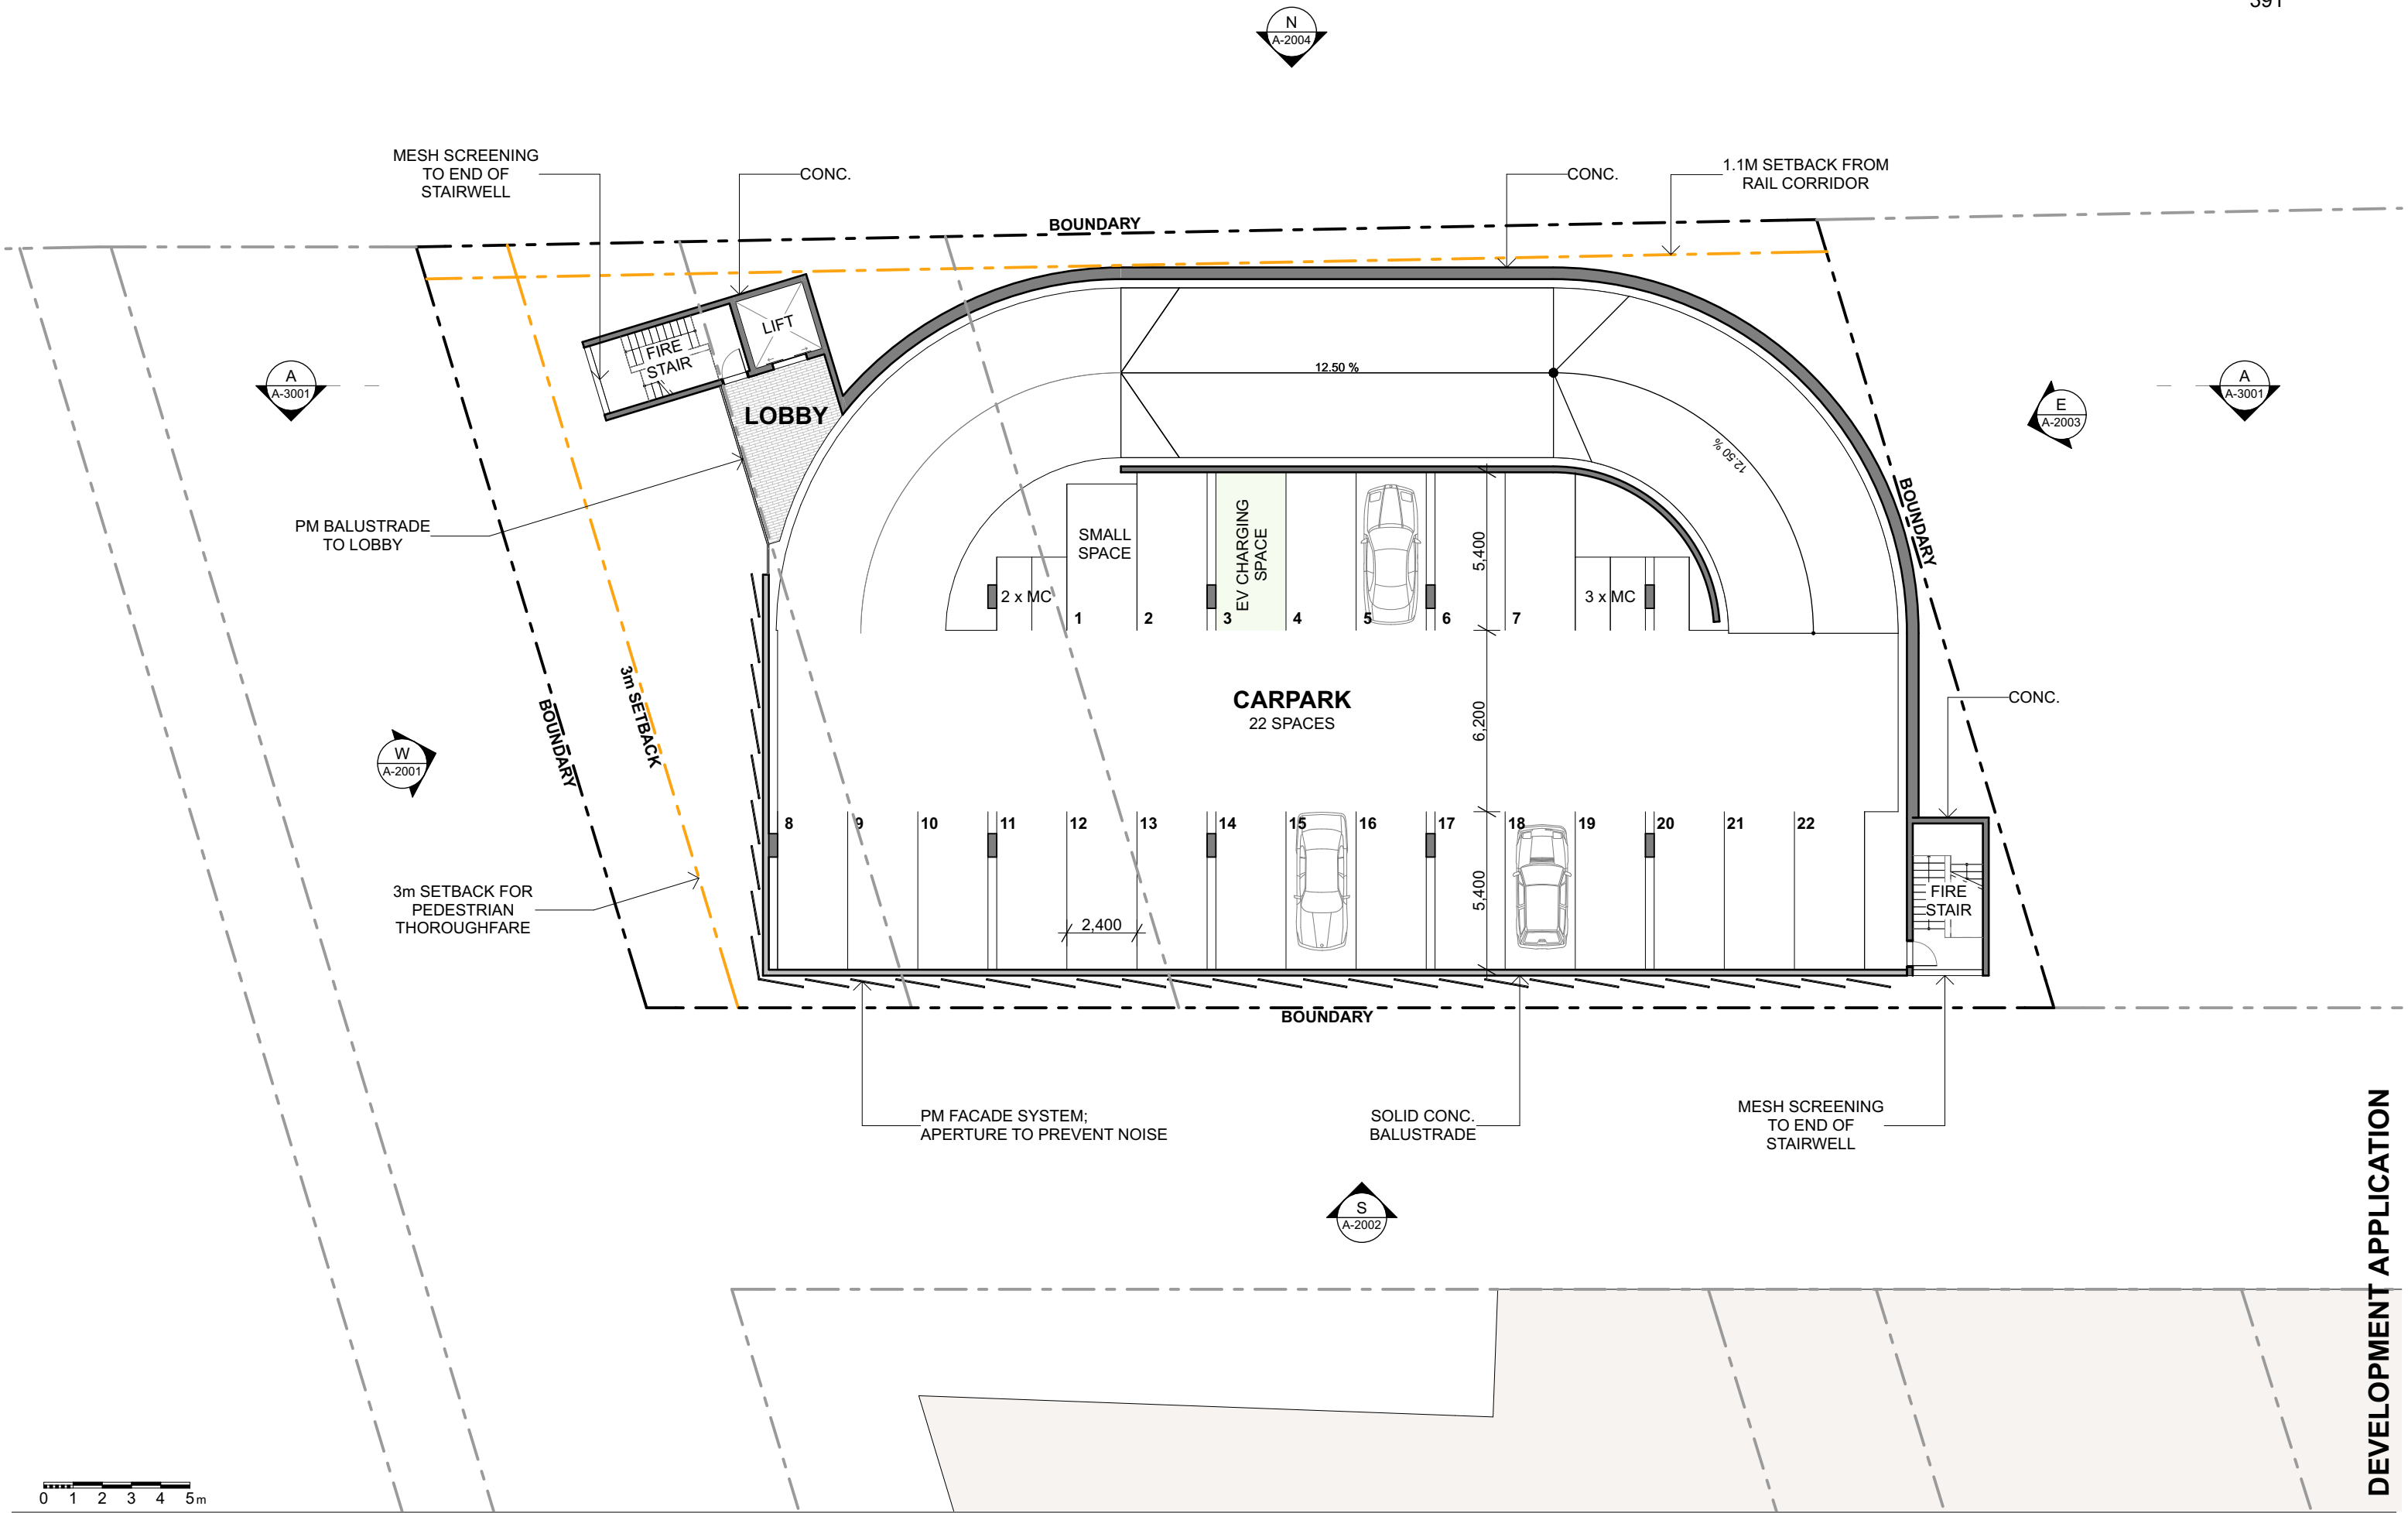 391
N
A-2004
MESH SCREENING
TO END OF
STAIRWELL
CONC.
CONC.
1.1M SETBACK FROM
RAIL CORRIDOR
BOUNDARY
LIFT
FIRE
STAIR
12.50 %
A
A-3001
LOBBY
E
A-2003
A
A-3001
12.50 %
PM BALUSTRADE
TO LOBBY
BOUNDARY
SMALL
SPACE
EV CHARGING
SPACE
5,400
2 x MC
3 x MC
1
2
3
4
5
6
7
3m SETBACK
BOUNDARY
CARPARK
22 SPACES
6,200
CONC.
W
A-2001
8
9
10
11
12
13
14
15
16
17
18
19
20
21
22
3m SETBACK FOR
PEDESTRIAN
THOROUGHFARE
2,400
5,400
FIRE
STAIR
BOUNDARY
PM FACADE SYSTEM;
APERTURE TO PREVENT NOISE
SOLID CONC.
BALUSTRADE
MESH SCREENING
TO END OF
STAIRWELL
S
A-2002
DEVELOPMENT APPLICATION
0 1 2 3 4 5 m